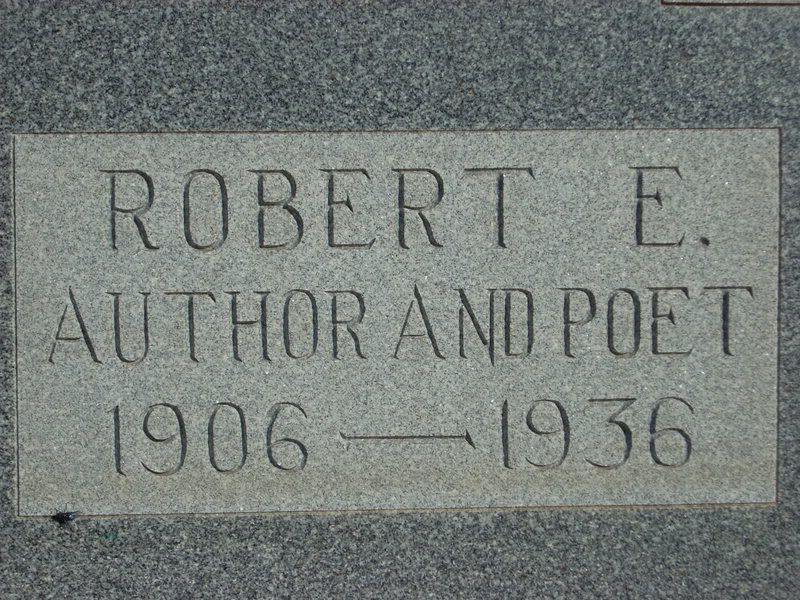 ROBERT E.
AUTHOR AND POET
1906 — 1936